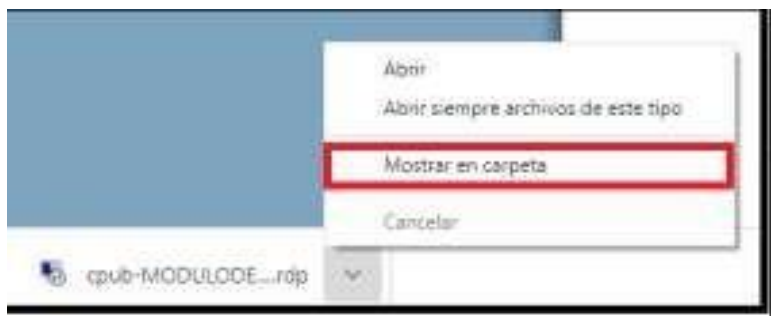 Abrir
Abrir siempre archivos de este tipo
Mostrar en carpeta
Cancelar
cpub-MODULODE....rdp